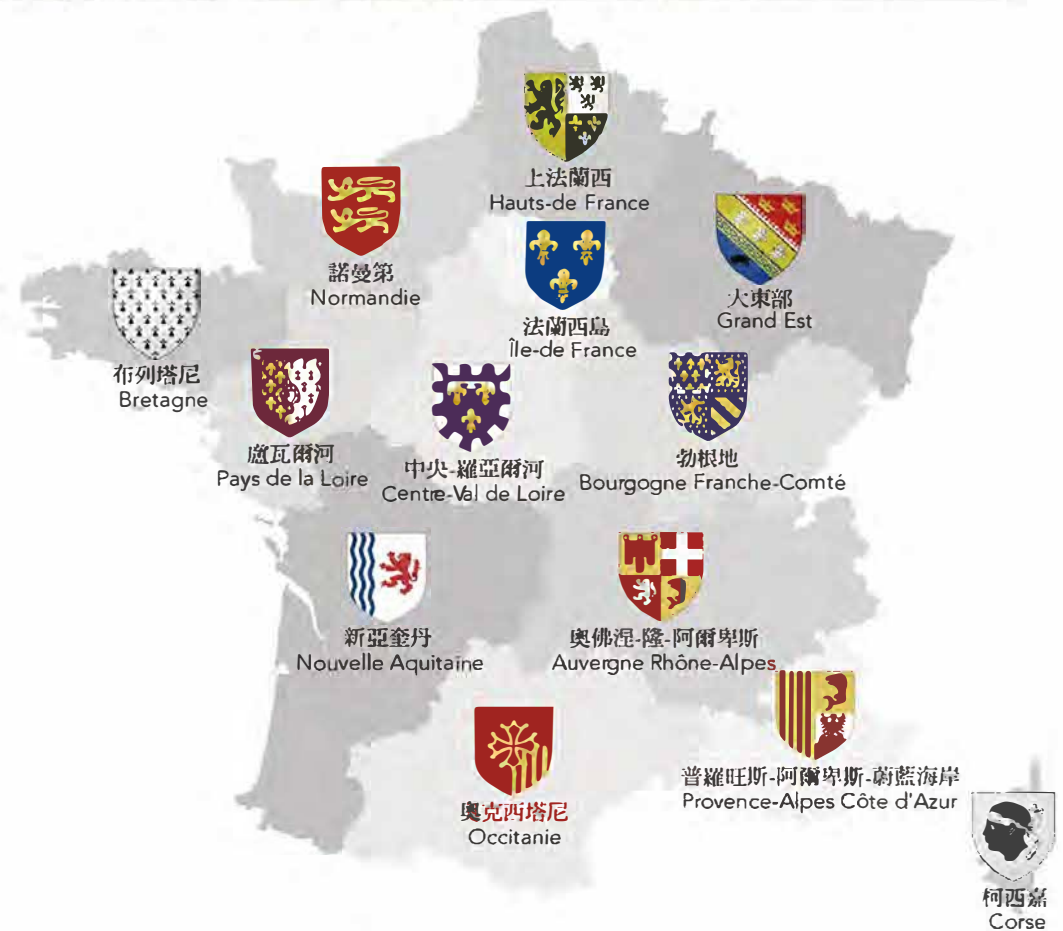 上法蘭西
Hauts-de France
諾曼第
Normandie
大東部
Grand Est
法蘭西島
Île-de France
布列塔尼
Bretagne
盧瓦爾河
Pays de la Loire
中央-羅亞爾河
Centre-Val de Loire
勃根地
Bourgogne Franche-Comté
新亞奎丹
Nouvelle Aquitaine
奧佛涅-隆-阿爾卑斯
Auvergne Rhône-Alpes
奧克西塔尼
Occitanie
普羅旺斯-阿爾卑斯-蔚藍海岸
Provence-Alpes Côte d'Azur
柯西嘉
Corse